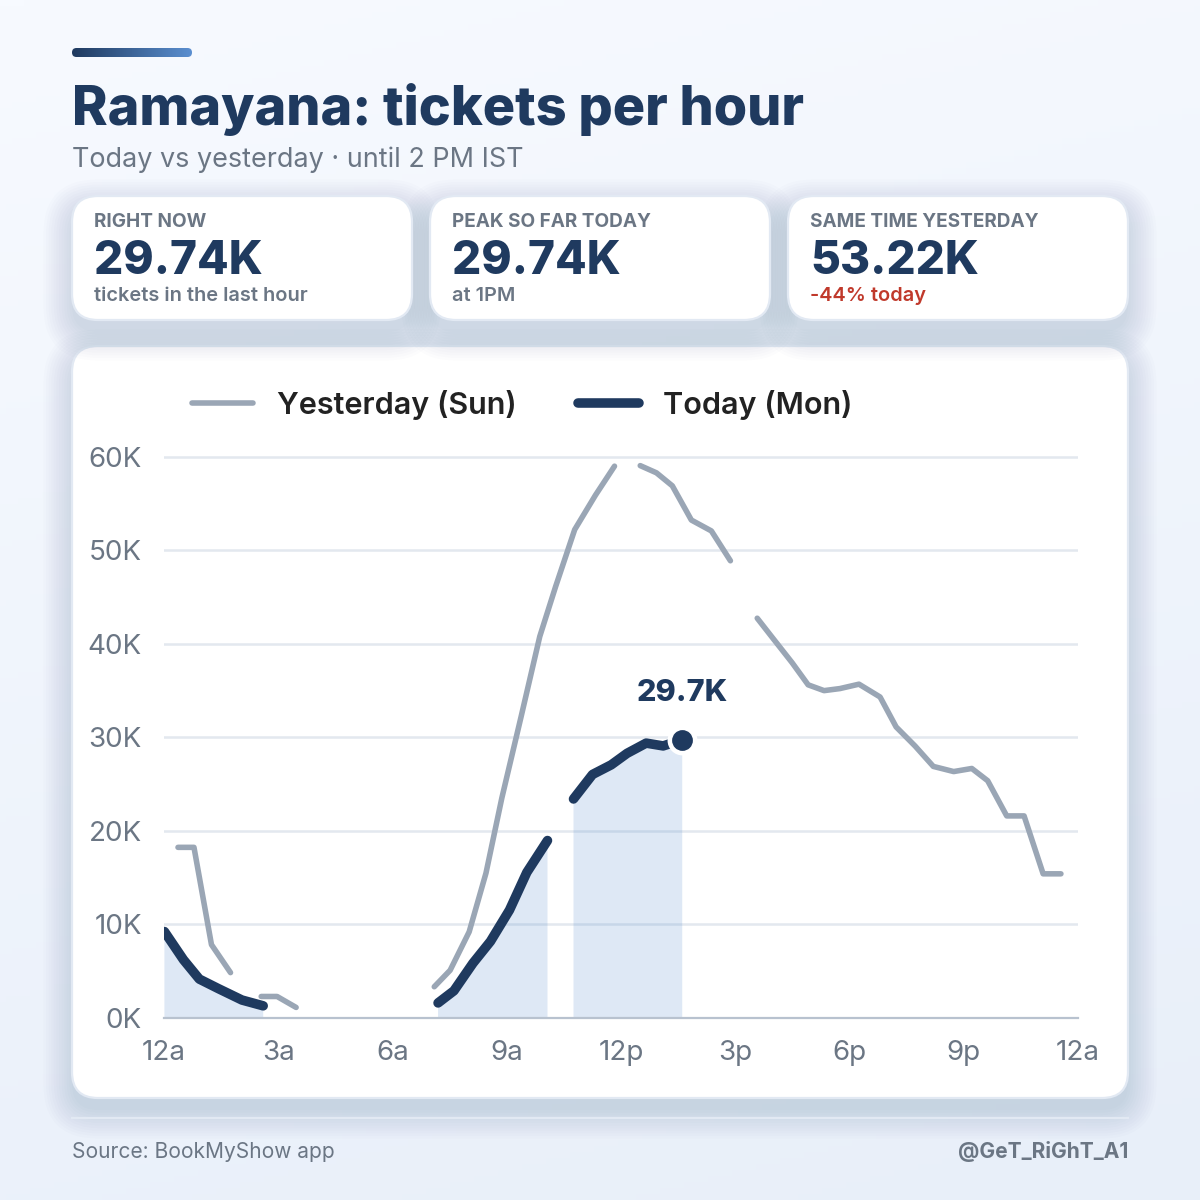 Ramayana: tickets per hour
Today vs yesterday · until 2 PM IST
RIGHT NOW
29.74K
tickets in the last hour
PEAK SO FAR TODAY
29.74K
at 1PM
SAME TIME YESTERDAY
53.22K
-44% today
Yesterday (Sun)
Today (Mon)
60K
50K
40K
30K
20K
10K
0K
29.7K
12a 3a 6a 9a 12p 3p 6p 9p 12a
Source: BookMyShow app
@GeT_RiGhT_A1